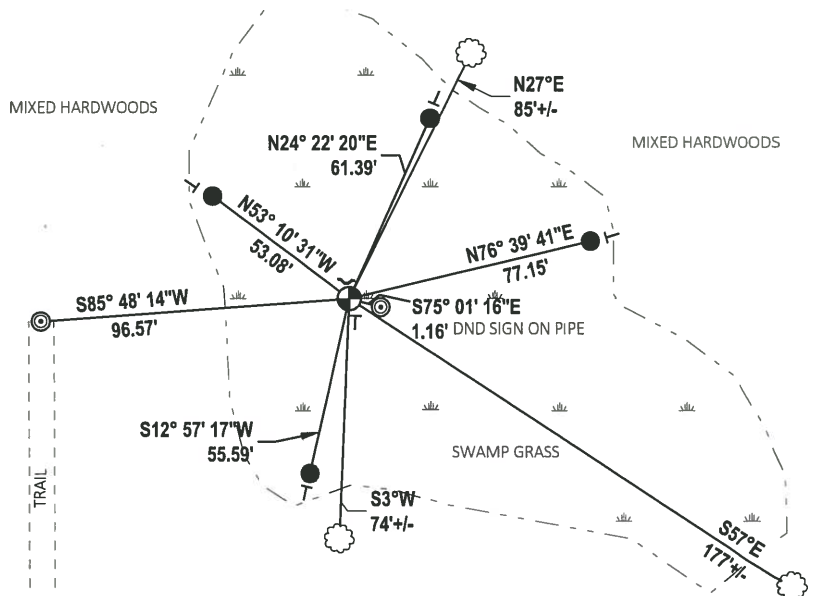 N27°E
85'+/-
MIXED HARDWOODS
MIXED HARDWOODS
N24° 22' 20"E
61.39'
N53° 10' 31"W
53.08'
N76° 39' 41"E
77.15'
S85° 48' 14"W
96.57'
S75° 01' 16"E
1.16' DND SIGN ON PIPE
S12° 57' 17"W
55.59'
SWAMP GRASS
TRAIL
S3°W
74'+/-
S57°E
177'+/-